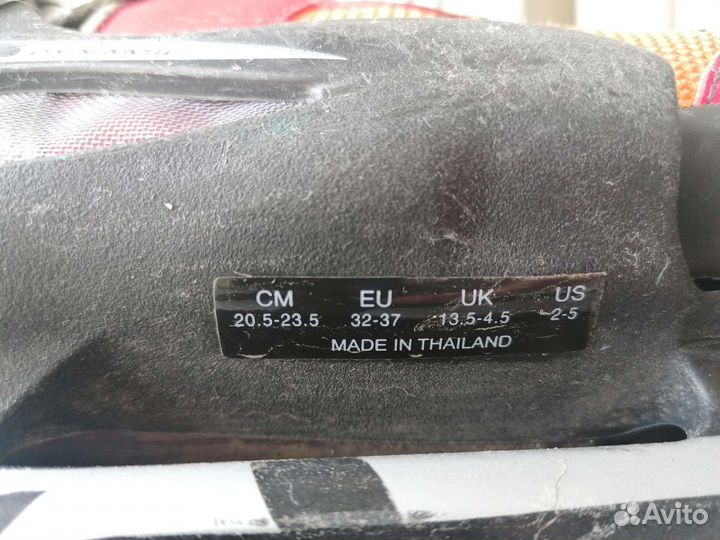 CM EU UK US
20.5-23.5 32-37 13.5-4.5 2-5
MADE IN THAILAND
Avito